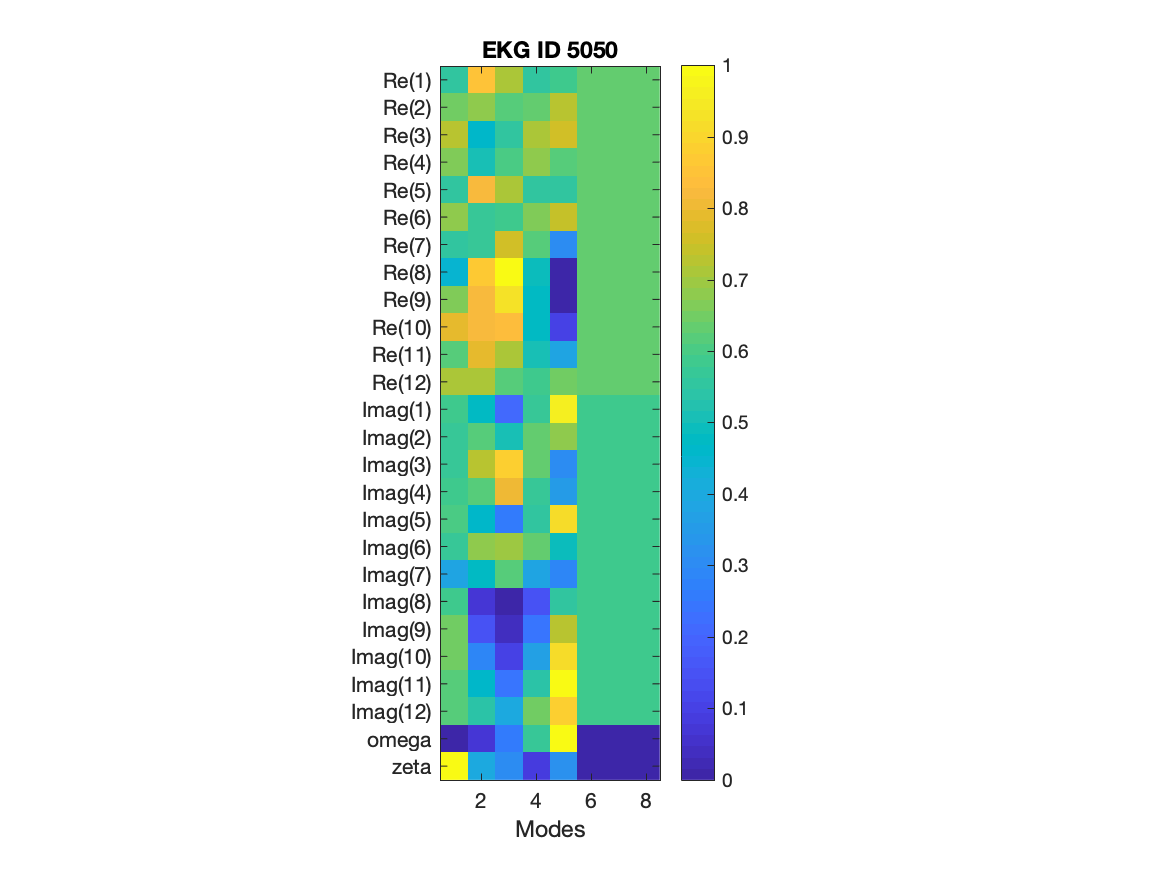 EKG ID 5050
Re(1)
Re(2)
Re(3)
Re(4)
Re(5)
Re(6)
Re(7)
Re(8)
Re(9)
Re(10)
Re(11)
Re(12)
Imag(1)
Imag(2)
Imag(3)
Imag(4)
Imag(5)
Imag(6)
Imag(7)
Imag(8)
Imag(9)
Imag(10)
Imag(11)
Imag(12)
omega
zeta
2 4 6 8
Modes
1
0.9
0.8
0.7
0.6
0.5
0.4
0.3
0.2
0.1
0